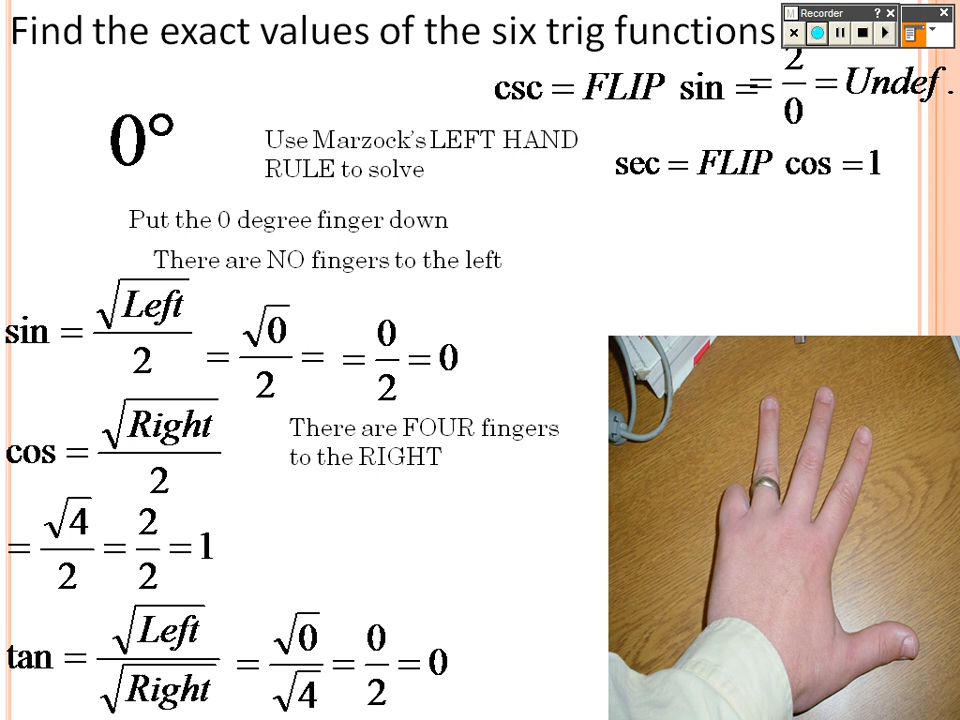 Find the exact values of the six trig functions
Recorder
csc = FLIP sin = = 2/0 = Undef.
0°
Use Marzock's LEFT HAND
RULE to solve
sec = FLIP cos = 1
Put the 0 degree finger down
There are NO fingers to the left
sin = √Left/2 = √0/2 = = 0/2 = 0
cos = √Right/2
There are FOUR fingers
to the RIGHT
= √4/2 = 2/2 = 1
tan = √Left/√Right = √0/√4 = 0/2 = 0